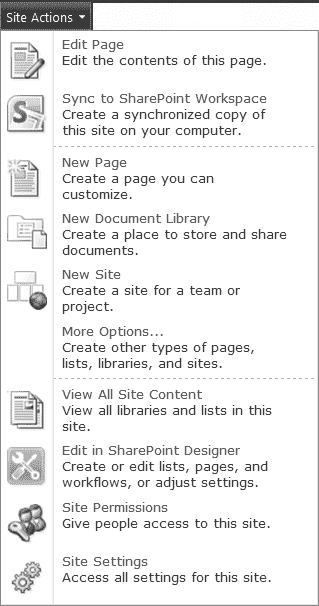 Site Actions
Edit Page
Edit the contents of this page.
Sync to SharePoint Workspace
Create a synchronized copy of
this site on your computer.
New Page
Create a page you can
customize.
New Document Library
Create a place to store and share
documents.
New Site
Create a site for a team or
project.
More Options...
Create other types of pages,
lists, libraries, and sites.
View All Site Content
View all libraries and lists in this
site.
Edit in SharePoint Designer
Create or edit lists, pages, and
workflows, or adjust settings.
Site Permissions
Give people access to this site.
Site Settings
Access all settings for this site.